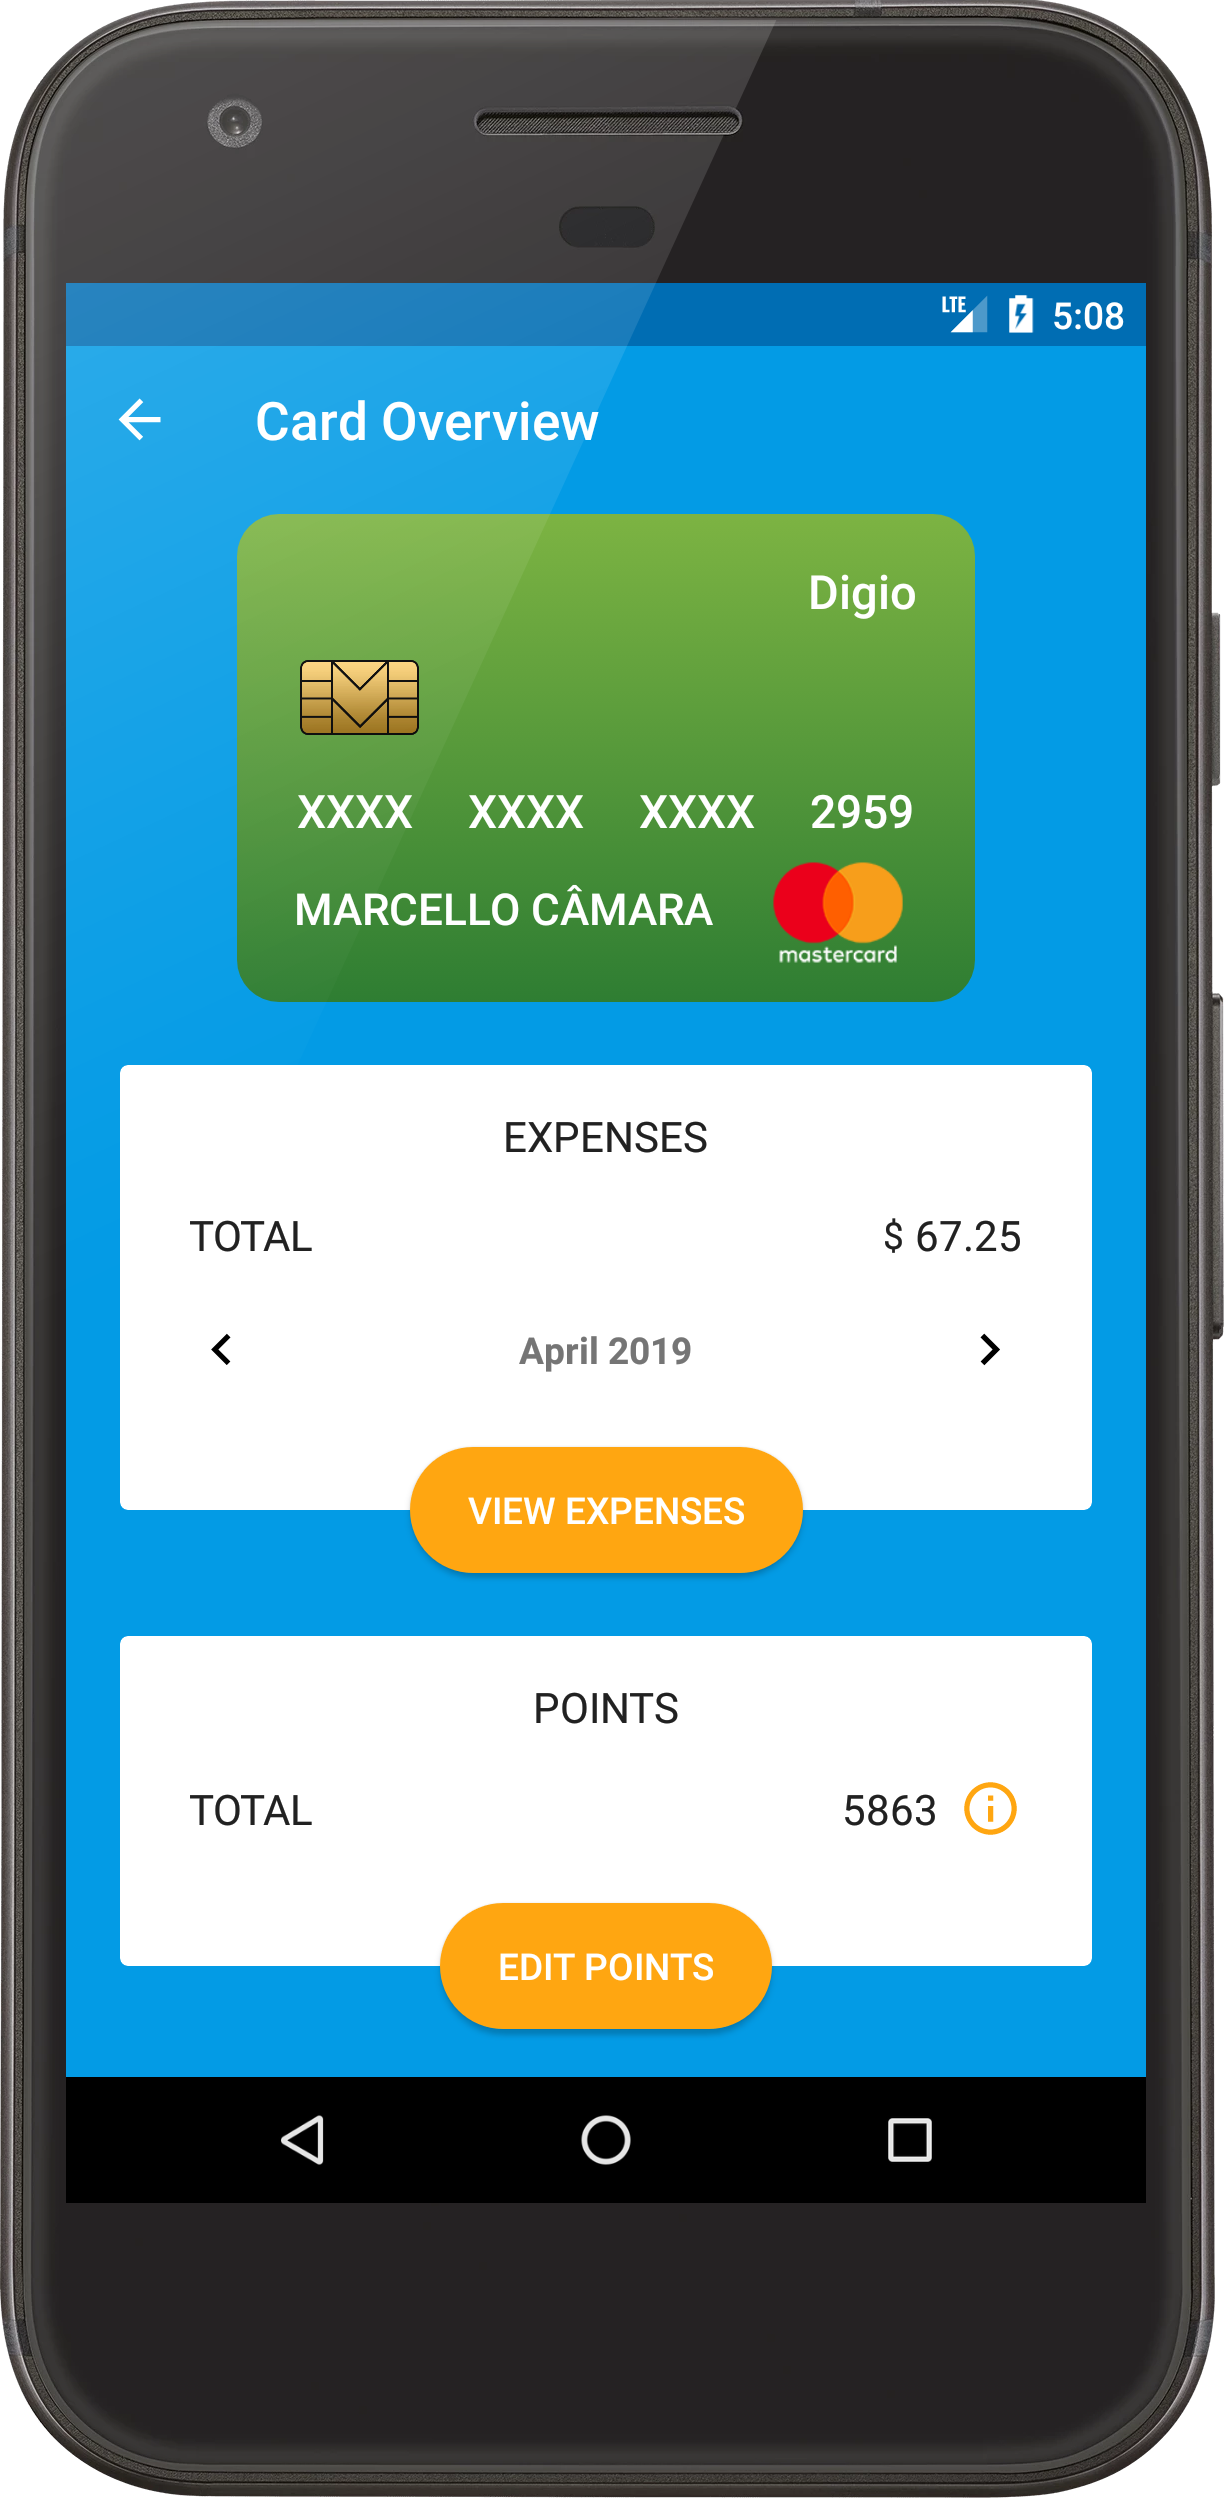 LTE 5:08
Card Overview
Digio
XXXX XXXX XXXX 2959
MARCELLO CÂMARA
mastercard
EXPENSES
TOTAL $ 67.25
April 2019
VIEW EXPENSES
POINTS
TOTAL 5863
EDIT POINTS